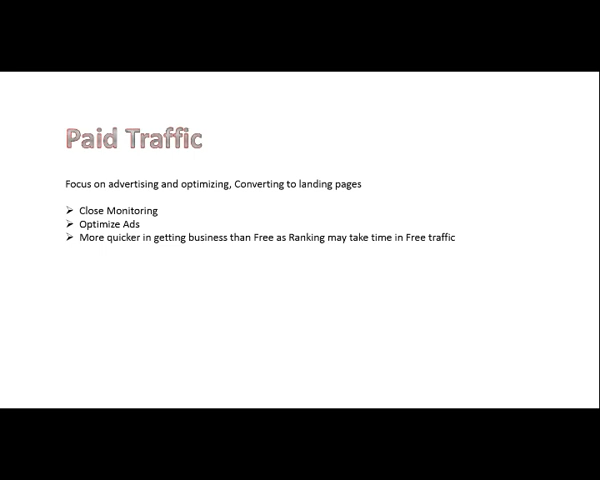 Paid Traffic
Focus on advertising and optimizing, Converting to landing pages
➢ Close Monitoring
➢ Optimize Ads
➢ More quicker in getting business than Free as Ranking may take time in Free traffic